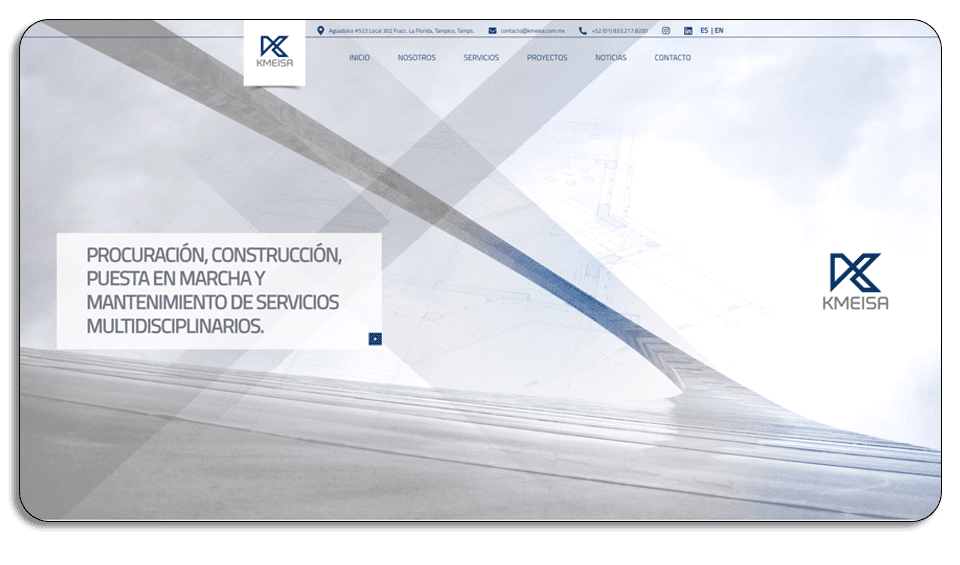 Aguadulce #523 Local 302 Fracc. La Florida, Tampico, Tamps. contacto@kmeisa.com.mx +52 (01) 833.217.8200 ES | EN
KMEISA
INICIO NOSOTROS SERVICIOS PROYECTOS NOTICIAS CONTACTO
PROCURACIÓN, CONSTRUCCIÓN,
PUESTA EN MARCHA Y
MANTENIMIENTO DE SERVICIOS
MULTIDISCIPLINARIOS.
KMEISA